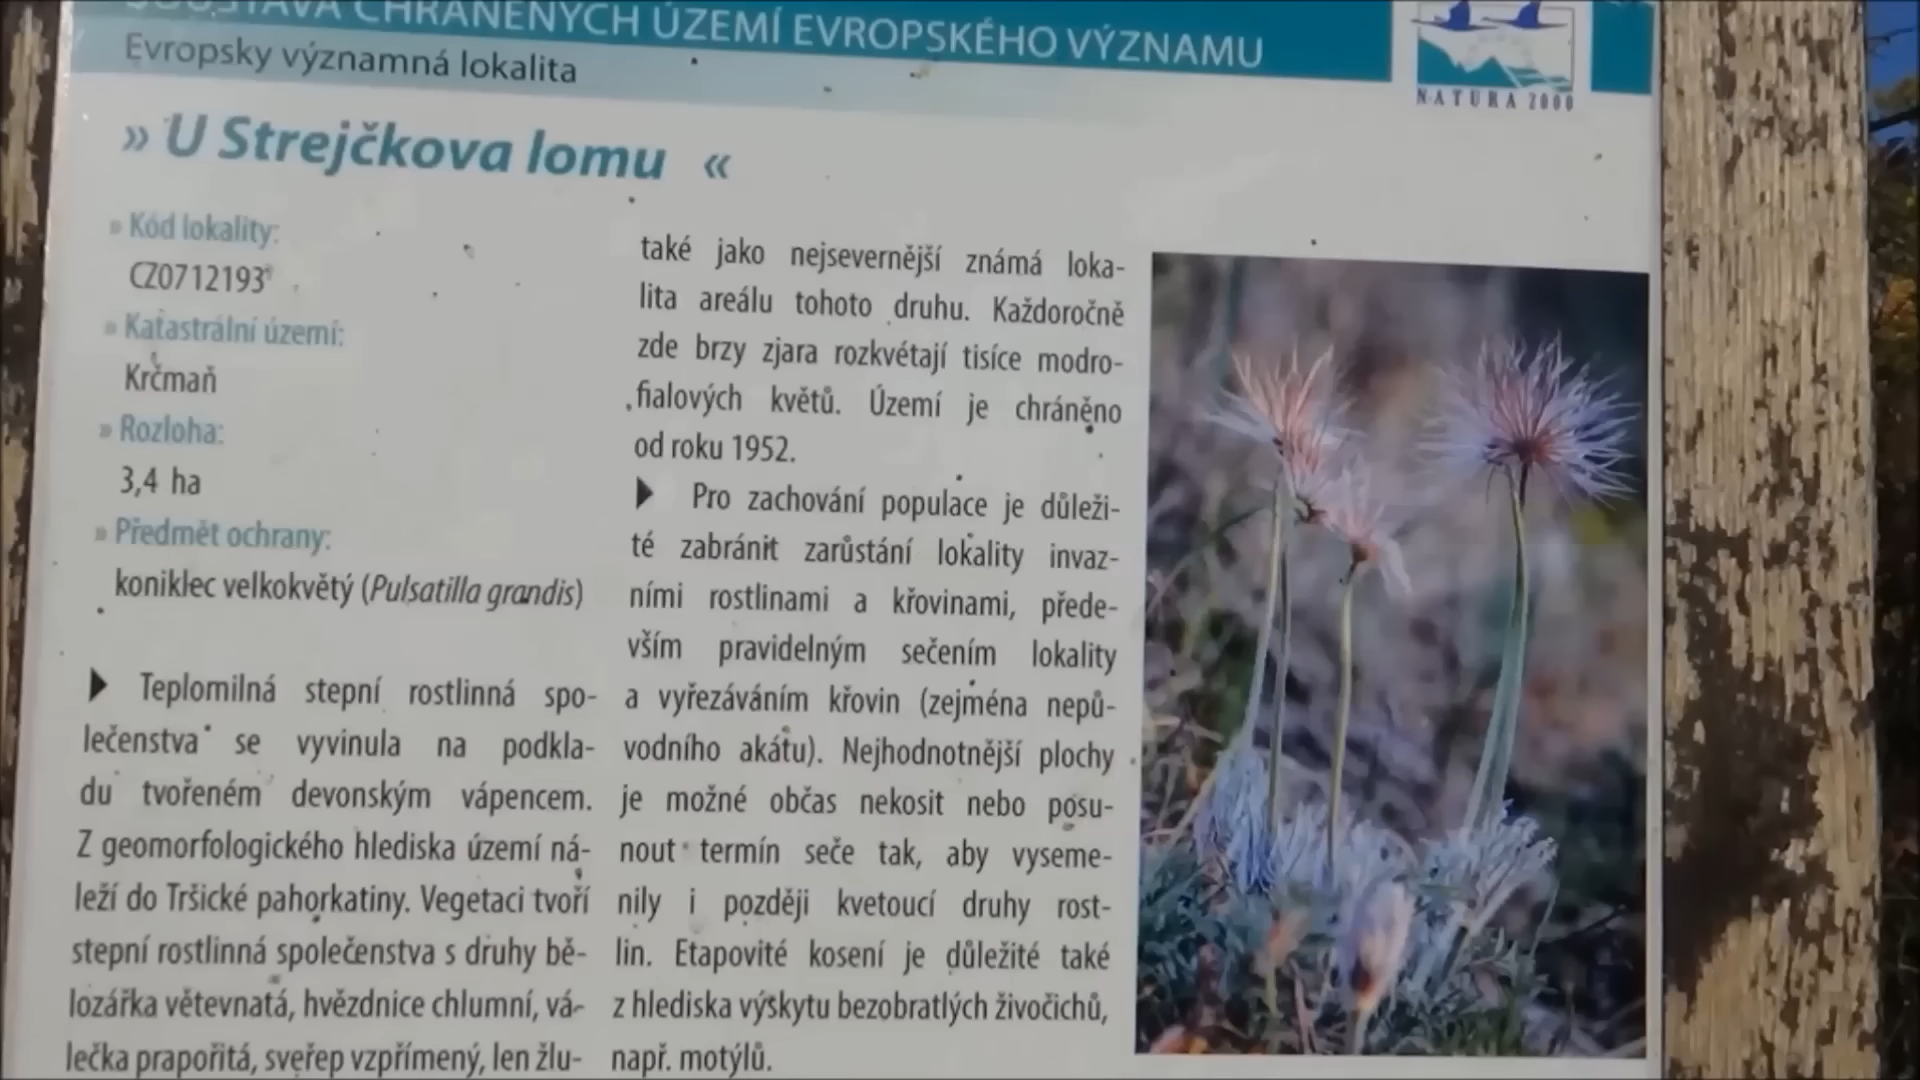 SOUSTAVA CHRÁNĚNÝCH ÚZEMÍ EVROPSKÉHO VÝZNAMU
Evropsky významná lokalita
NATURA 2000
» U Strejčkova lomu «
» Kód lokality:
CZ0712193
» Katastrální území:
Krčmaň
» Rozloha:
3,4 ha
» Předmět ochrany:
koniklec velkokvětý (Pulsatilla grandis)
Teplomilná stepní rostlinná spo-
lečenstva se vyvinula na podkla-
du tvořeném devonským vápencem.
Z geomorfologického hlediska území ná-
leží do Tršické pahorkatiny. Vegetaci tvoří
stepní rostlinná společenstva s druhy bě-
lozářka větevnatá, hvězdnice chlumní, vá-
lečka prapořitá, sveřep vzpřímený, len žlu-
také jako nejsevernější známá loka-
lita areálu tohoto druhu. Každoročně
zde brzy zjara rozkvétají tisíce modro-
fialových květů. Území je chráněno
od roku 1952.
Pro zachování populace je důleži-
té zabránit zarůstání lokality invaz-
ními rostlinami a křovinami, přede-
vším pravidelným sečením lokality
a vyřezáváním křovin (zejména nepů-
vodního akátu). Nejhodnotnější plochy
je možné občas nekosit nebo posu-
nout termín seče tak, aby vyseme-
nily i později kvetoucí druhy rost-
lin. Etapovité kosení je důležité také
z hlediska výskytu bezobratlých živočichů,
např. motýlů.